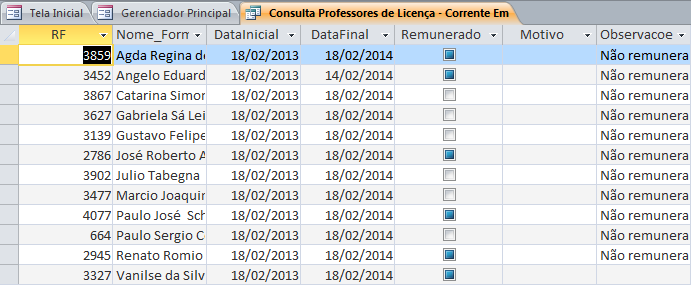 Tela Inicial Gerenciador Principal Consulta Professores de Licença - Corrente Em
RF Nome_Form DataInicial DataFinal Remunerado Motivo Observacoe
3859 Agda Regina de 18/02/2013 18/02/2014 Não remunera
3452 Angelo Eduard 18/02/2013 14/02/2014 Não remunera
3867 Catarina Simon 18/02/2013 18/02/2014 Não remunera
3627 Gabriela Sá Lei 18/02/2013 18/02/2014 Não remunera
3139 Gustavo Felipe 18/02/2013 18/02/2014 Não remunera
2786 José Roberto A 18/02/2013 18/02/2014 Não remunera
3902 Julio Tabegna 18/02/2013 18/02/2014 Não remunera
3477 Marcio Joaquin 18/02/2013 18/02/2014 Não remunera
4077 Paulo José Sch 18/02/2013 18/02/2014 Não remunera
664 Paulo Sergio C 18/02/2013 18/02/2014 Não remunera
2945 Renato Romio 18/02/2013 18/02/2014 Não remunera
3327 Vanilse da Silv 18/02/2013 18/02/2014